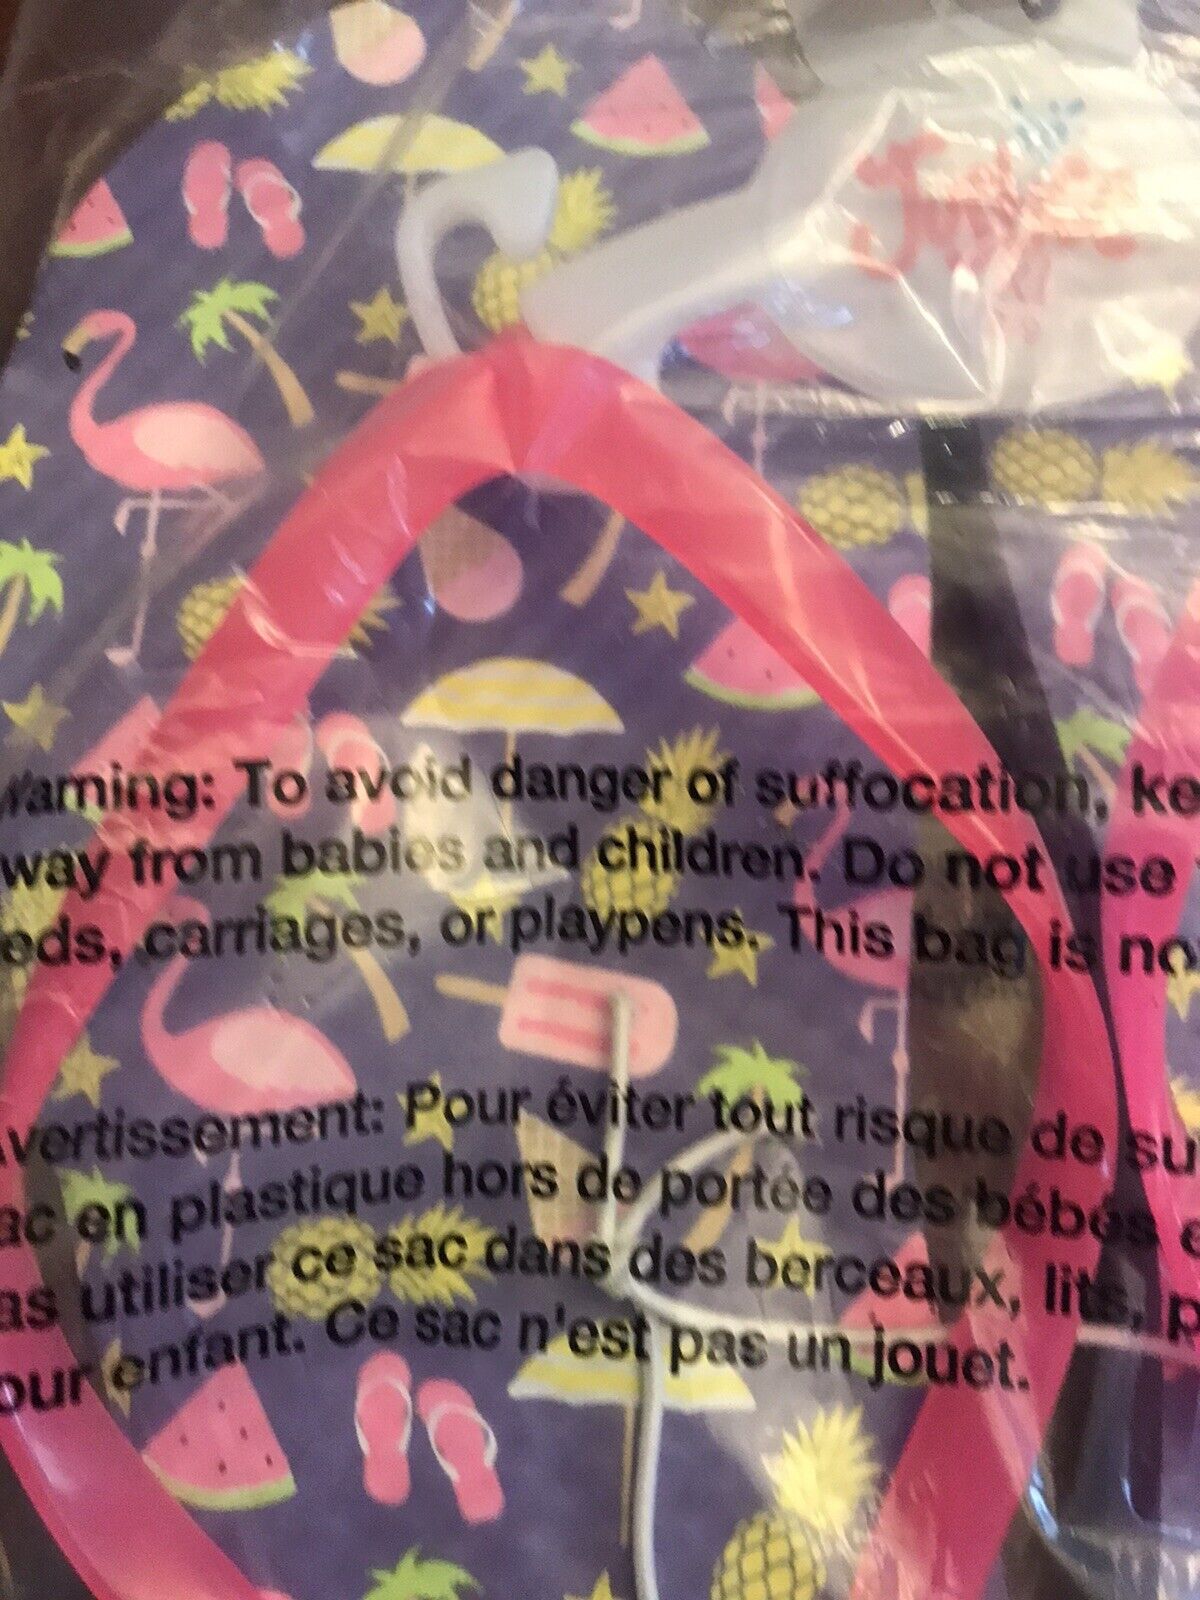 Warning: To avoid danger of suffocation, ke
way from babies and children. Do not use
eds, carriages, or playpens. This bag is no
vertissement: Pour éviter tout risque de su
ac en plastique hors de portée des bébés e
as utiliser ce sac dans des berceaux, lits, p
our enfant. Ce sac n'est pas un jouet.